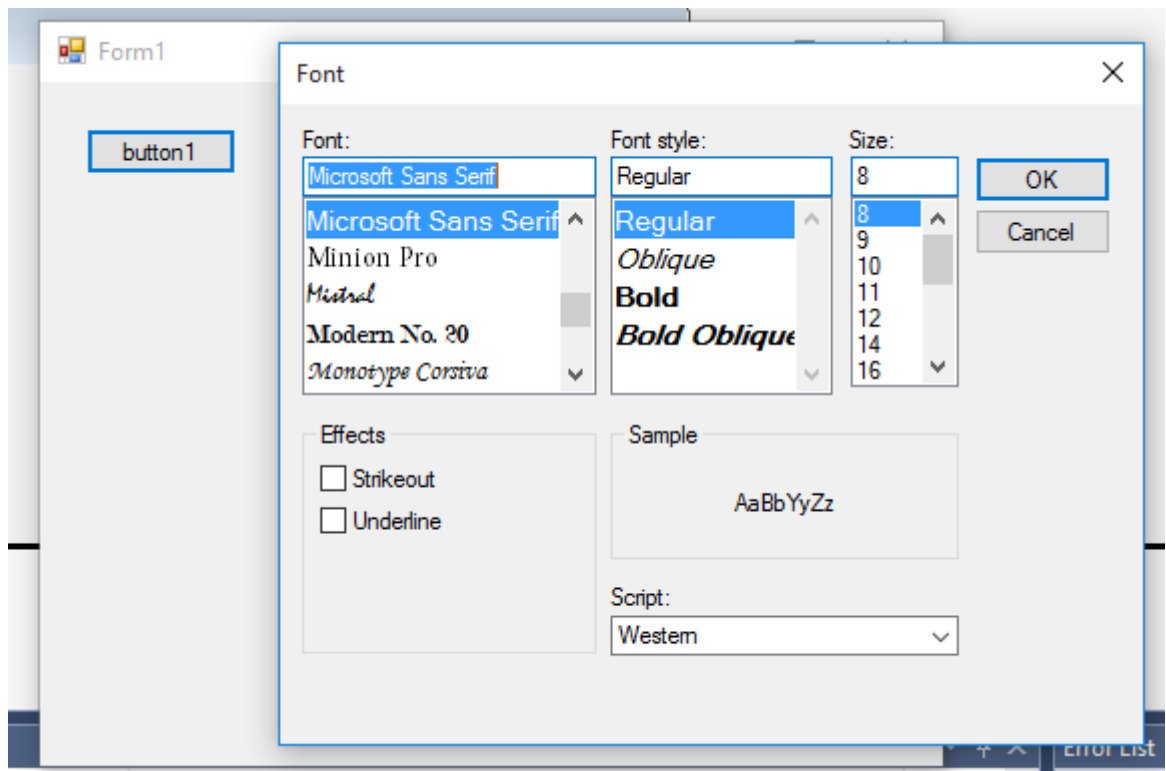 Form1
button1
Font
Font:
Font style:
Size:
Microsoft Sans Serif
Regular
8
OK
Cancel
Microsoft Sans Serif
Minion Pro
Mistral
Modern No. 20
Monotype Corsiva
Regular
Oblique
Bold
Bold Oblique
8
9
10
11
12
14
16
Effects
Strikeout
Underline
Sample
AaBbYyZz
Script:
Western
Error List